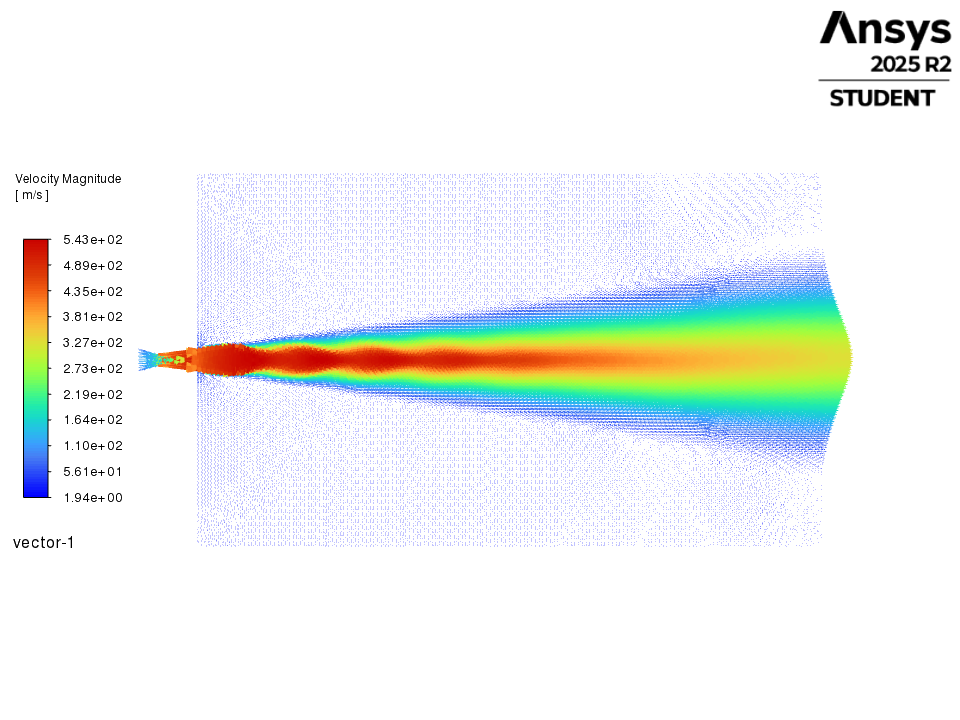 Ansys
2025 R2
STUDENT
Velocity Magnitude
[ m/s ]
5.43e+02
4.89e+02
4.35e+02
3.81e+02
3.27e+02
2.73e+02
2.19e+02
1.64e+02
1.10e+02
5.61e+01
1.94e+00
vector-1